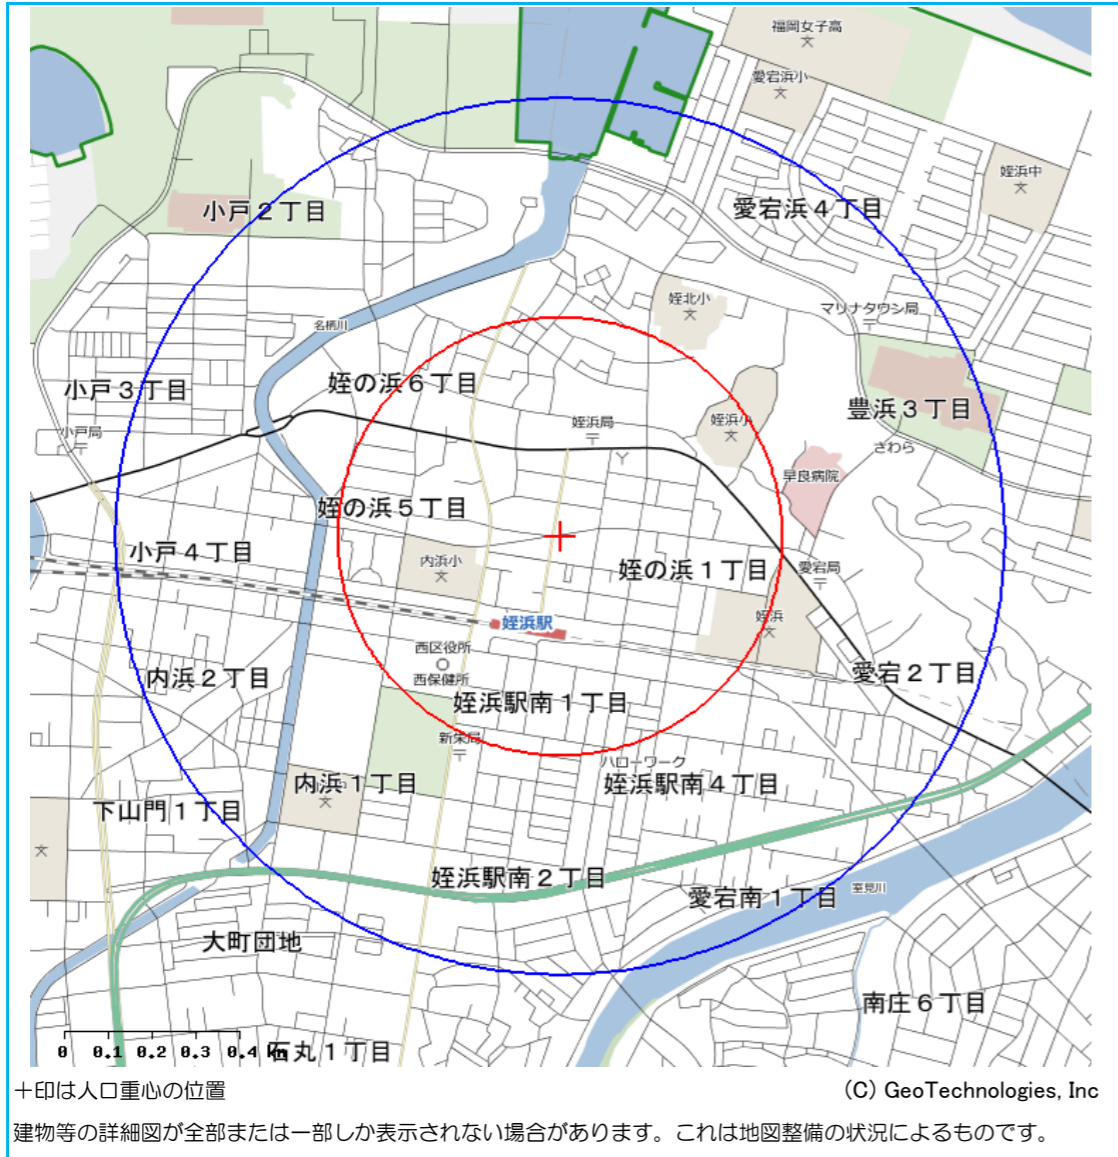 福岡女子高
愛宕浜小
姪浜中
小戸２丁目
愛宕浜４丁目
姪北小
マリナタウン局
名柄川
小戸３丁目
姪の浜６丁目
豊浜３丁目
姪浜局
姪浜小
小戸局
さわら
早良病院
姪の浜５丁目
小戸４丁目
内浜小
姪の浜１丁目
愛宕局
姪浜駅
姪浜
西区役所
西保健所
内浜２丁目
愛宕２丁目
姪浜駅南１丁目
新栄局
ハローワーク
内浜１丁目
姪浜駅南４丁目
下山門１丁目
姪浜駅南２丁目
愛宕南１丁目
室見川
大町団地
南庄６丁目
0 0.1 0.2 0.3 0.4 km
石丸１丁目
＋印は人口重心の位置
(C) GeoTechnologies, Inc
建物等の詳細図が全部または一部しか表示されない場合があります。これは地図整備の状況によるものです。